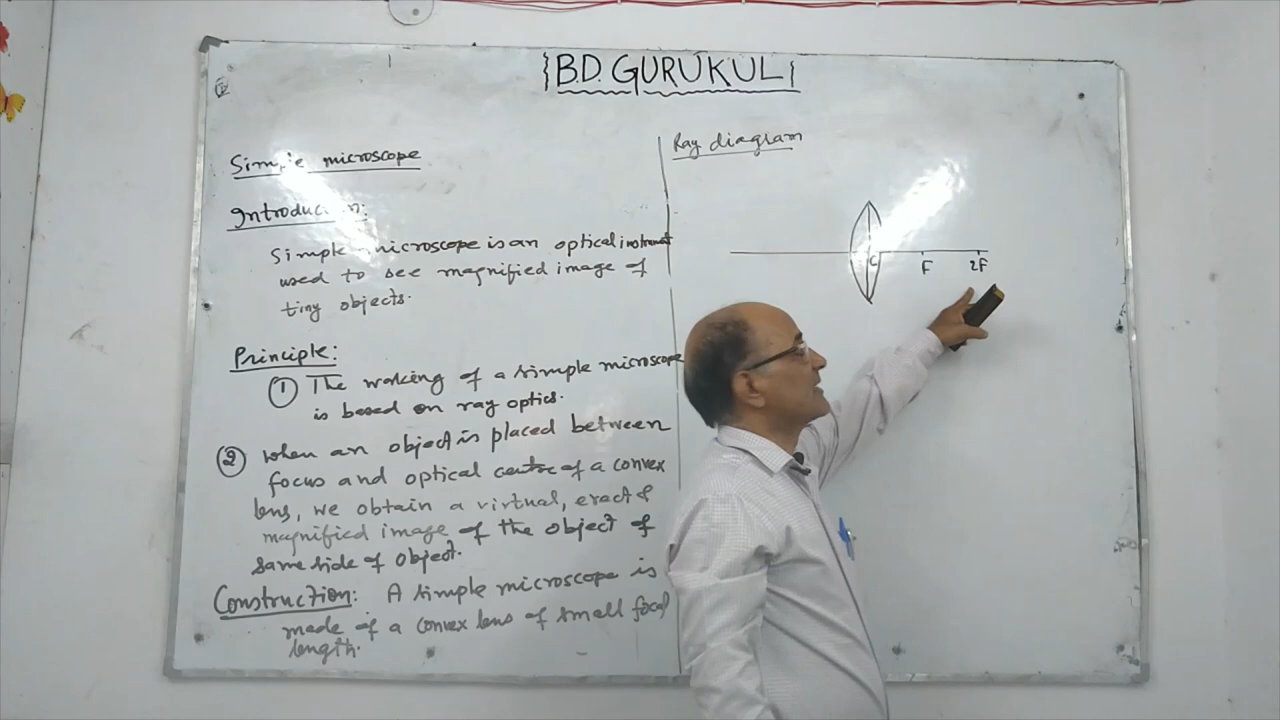 B.D. GURUKUL
Simple microscope
Introduction:
Simple microscope is an optical instrument
used to see magnified image of
tiny objects.
Principle:
① The working of a simple microscope
is based on ray optics.
② when an object is placed between
focus and optical centre of a convex
lens, we obtain a virtual, eract &
magnified image of the object of
same side of object.
Construction: A simple microscope is
made of a convex lens of small focal
length.
Ray diagram
C F 2F